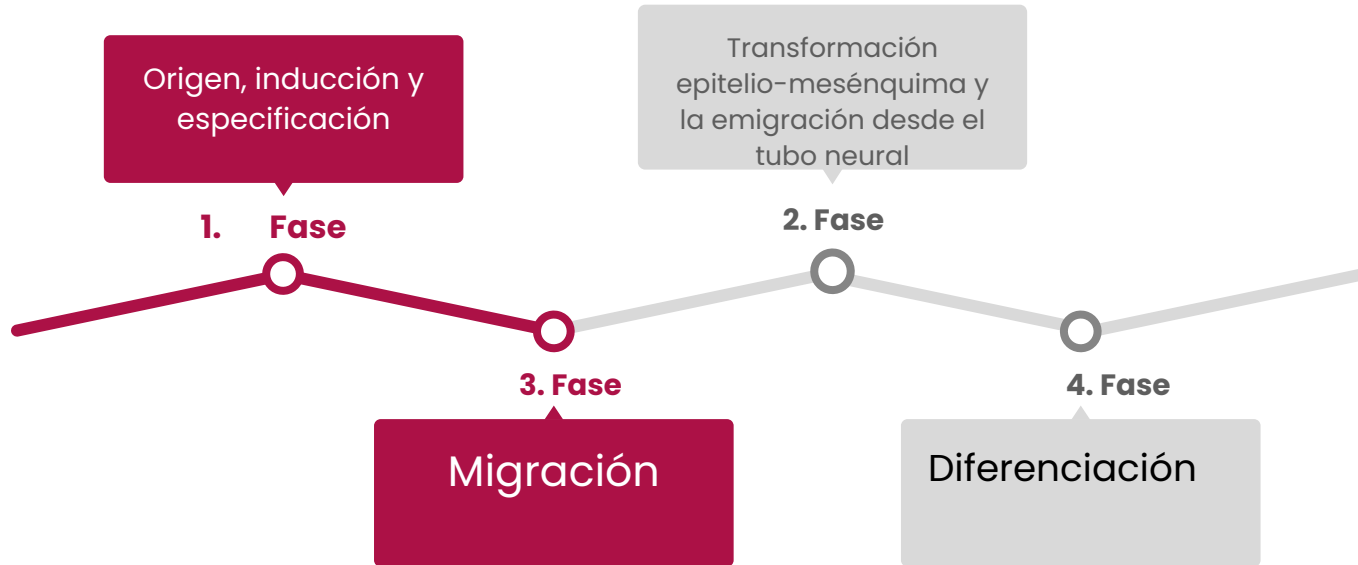 Origen, inducción y
especificación
1. Fase
Transformación
epitelio-mesénquima y
la emigración desde el
tubo neural
2. Fase
3. Fase
Migración
4. Fase
Diferenciación